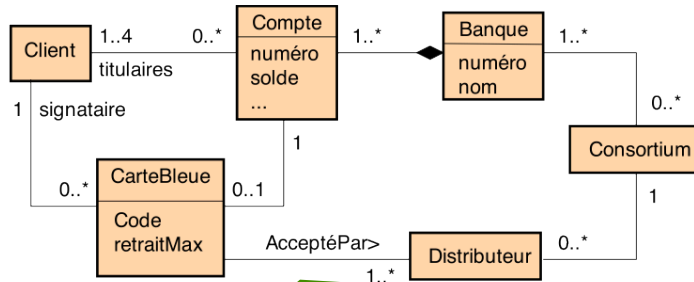 Client
1..4
titulaires
0..*
Compte
numéro
solde
...
1..*
Banque
numéro
nom
1..*
0..*
Consortium
1
1
signataire
0..*
CarteBleue
Code
retraitMax
0..1
1
AcceptéPar>
1..*
Distributeur
0..*